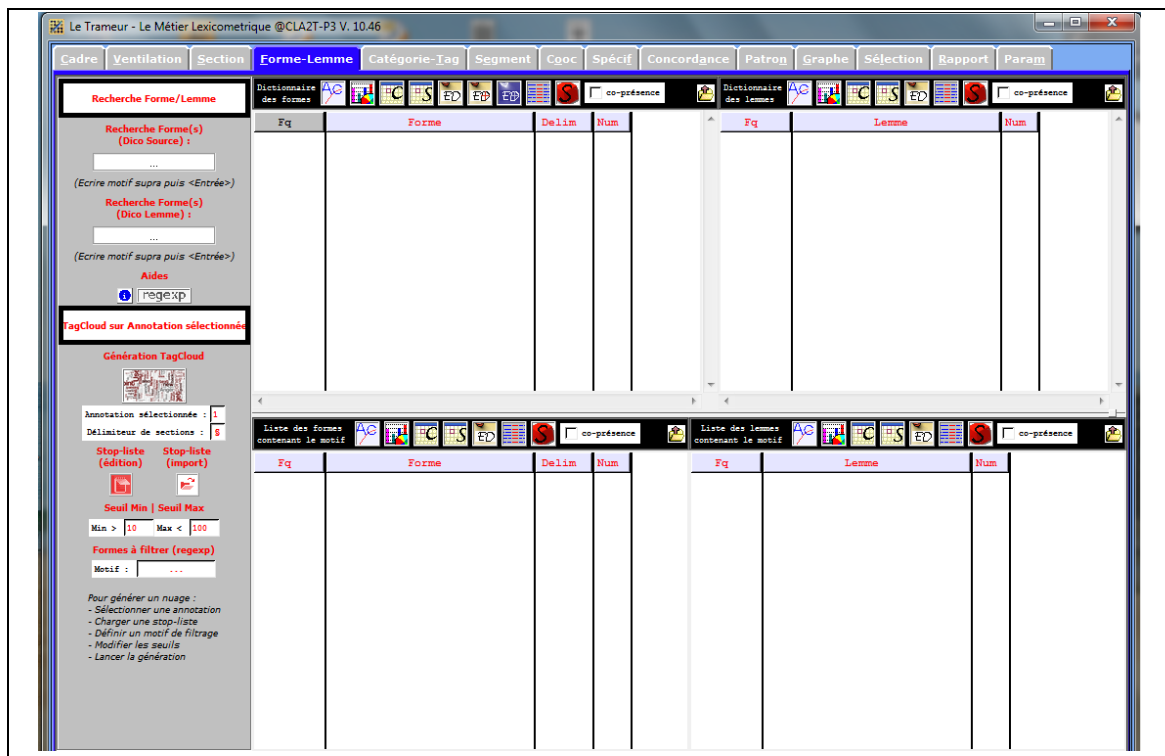 Le Trameur - Le Métier Lexicometrique @CLA2T-P3 V. 10.46
Cadre Ventilation Section Forme-Lemme Catégorie-Tag Segment Cooc Spécif Concordance Patron Graphe Sélection Rapport Param
Recherche Forme/Lemme
Recherche Forme(s)
(Dico Source) :
...
(Ecrire motif supra puis <Entrée>)
Recherche Forme(s)
(Dico Lemme) :
...
(Ecrire motif supra puis <Entrée>)
Aides
regexp
TagCloud sur Annotation sélectionnée
Génération TagCloud
Annotation sélectionnée : 1
Délimiteur de sections : §
Stop-liste Stop-liste
(édition) (import)
Seuil Min | Seuil Max
Min > 10 Max < 100
Formes à filtrer (regexp)
Motif : ...
Pour générer un nuage :
- Sélectionner une annotation
- Charger une stop-liste
- Définir un motif de filtrage
- Modifier les seuils
- Lancer la génération
Dictionnaire
des formes
C S ED ED ED S co-présence
Fq Forme Delim Num
Dictionnaire
des lemmes
C S ED S co-présence
Fq Lemme Num
Liste des formes
contenant le motif
C S ED S co-présence
Fq Forme Delim Num
Liste des lemmes
contenant le motif
C S ED S co-présence
Fq Lemme Num